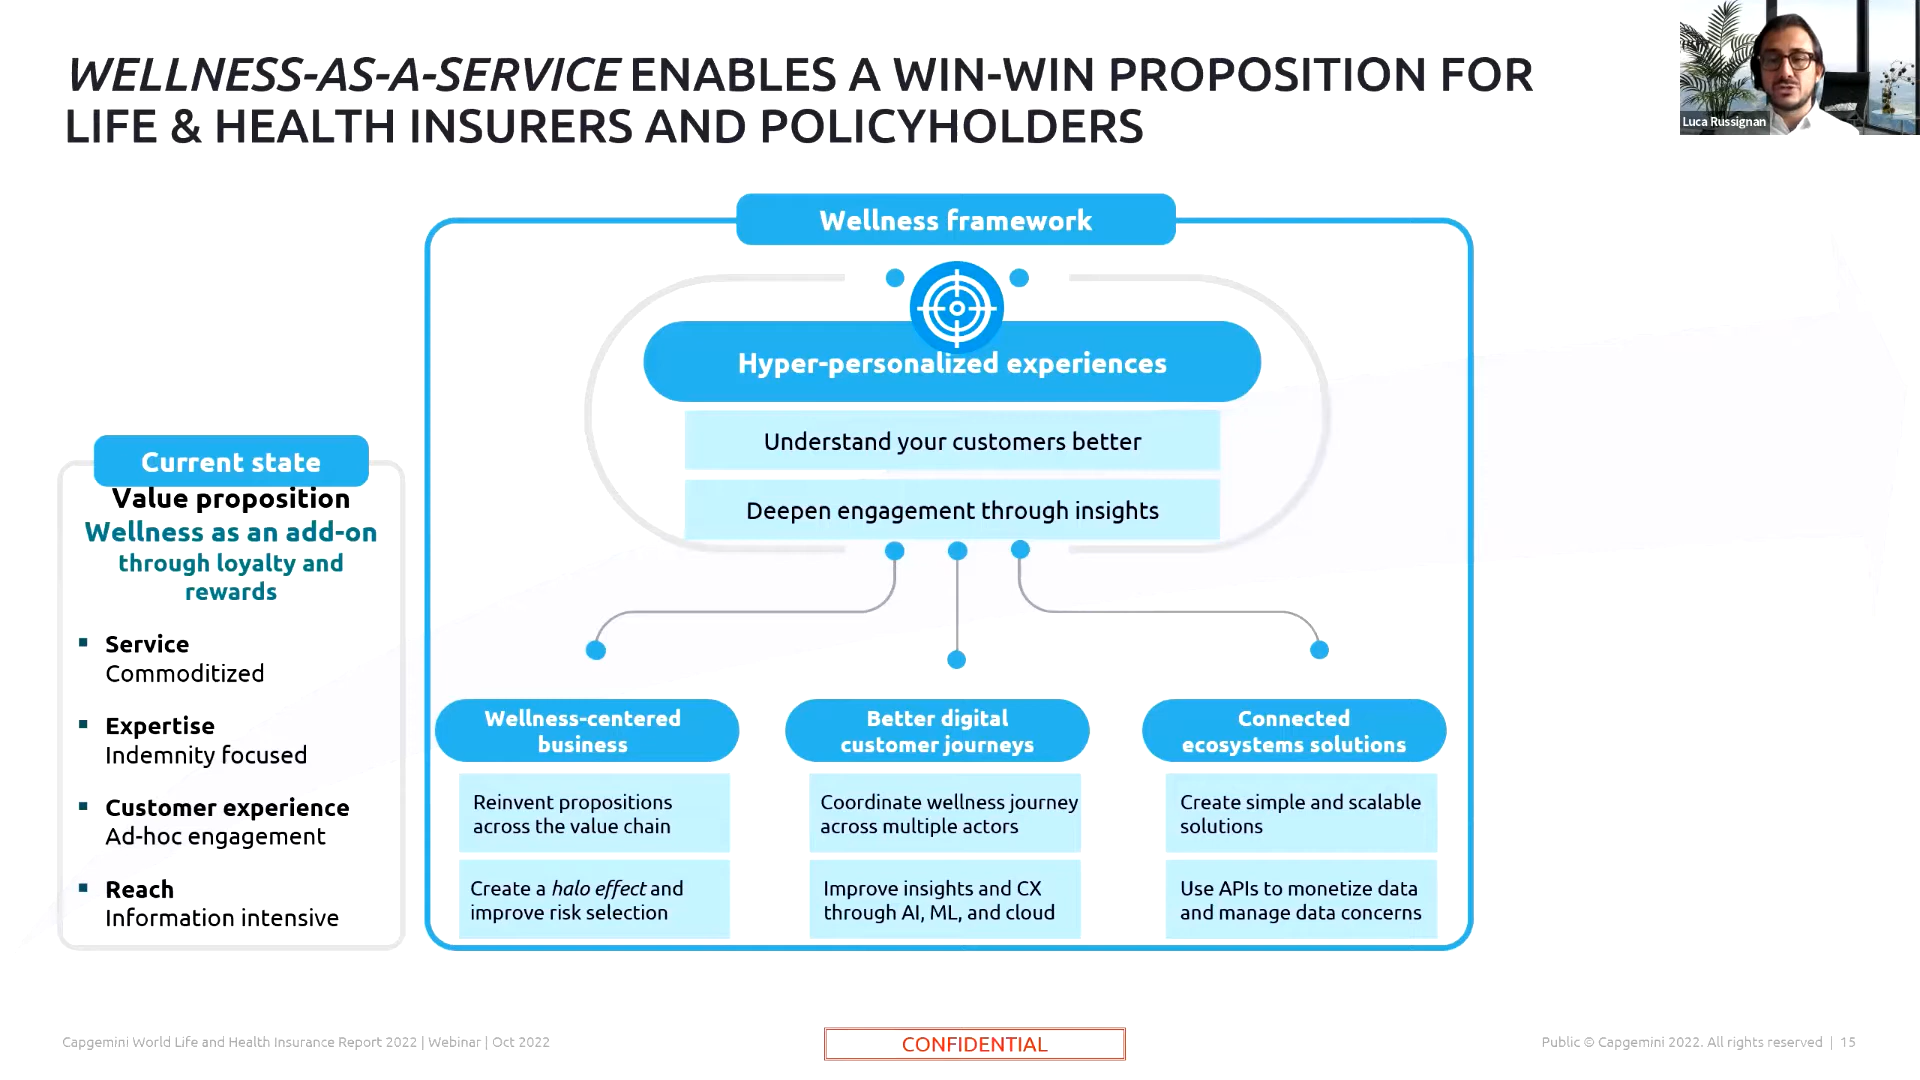 WELLNESS-AS-A-SERVICE ENABLES A WIN-WIN PROPOSITION FOR
LIFE & HEALTH INSURERS AND POLICYHOLDERS
Luca Russignan
Wellness framework
Hyper-personalized experiences
Understand your customers better
Deepen engagement through insights
Current state
Value proposition
Wellness as an add-on
through loyalty and
rewards
▪ Service
Commoditized
▪ Expertise
Indemnity focused
▪ Customer experience
Ad-hoc engagement
▪ Reach
Information intensive
Wellness-centered
business
Reinvent propositions
across the value chain
Create a halo effect and
improve risk selection
Better digital
customer journeys
Coordinate wellness journey
across multiple actors
Improve insights and CX
through AI, ML, and cloud
Connected
ecosystems solutions
Create simple and scalable
solutions
Use APIs to monetize data
and manage data concerns
Capgemini World Life and Health Insurance Report 2022 | Webinar | Oct 2022
CONFIDENTIAL
Public © Capgemini 2022. All rights reserved | 15